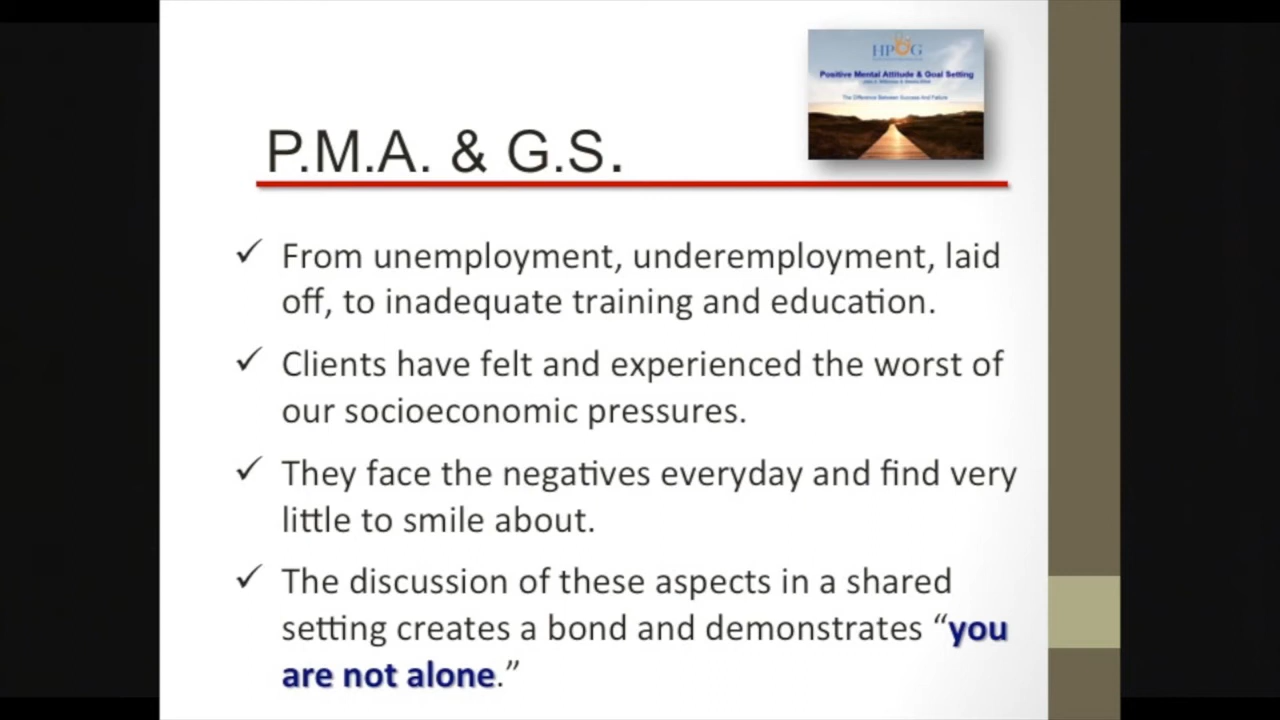 HP G
Positive Mental Attitude & Goal Setting
The Difference Between Success And Failure
P.M.A. & G.S.
✓ From unemployment, underemployment, laid
off, to inadequate training and education.
✓ Clients have felt and experienced the worst of
our socioeconomic pressures.
✓ They face the negatives everyday and find very
little to smile about.
✓ The discussion of these aspects in a shared
setting creates a bond and demonstrates “you
are not alone.”